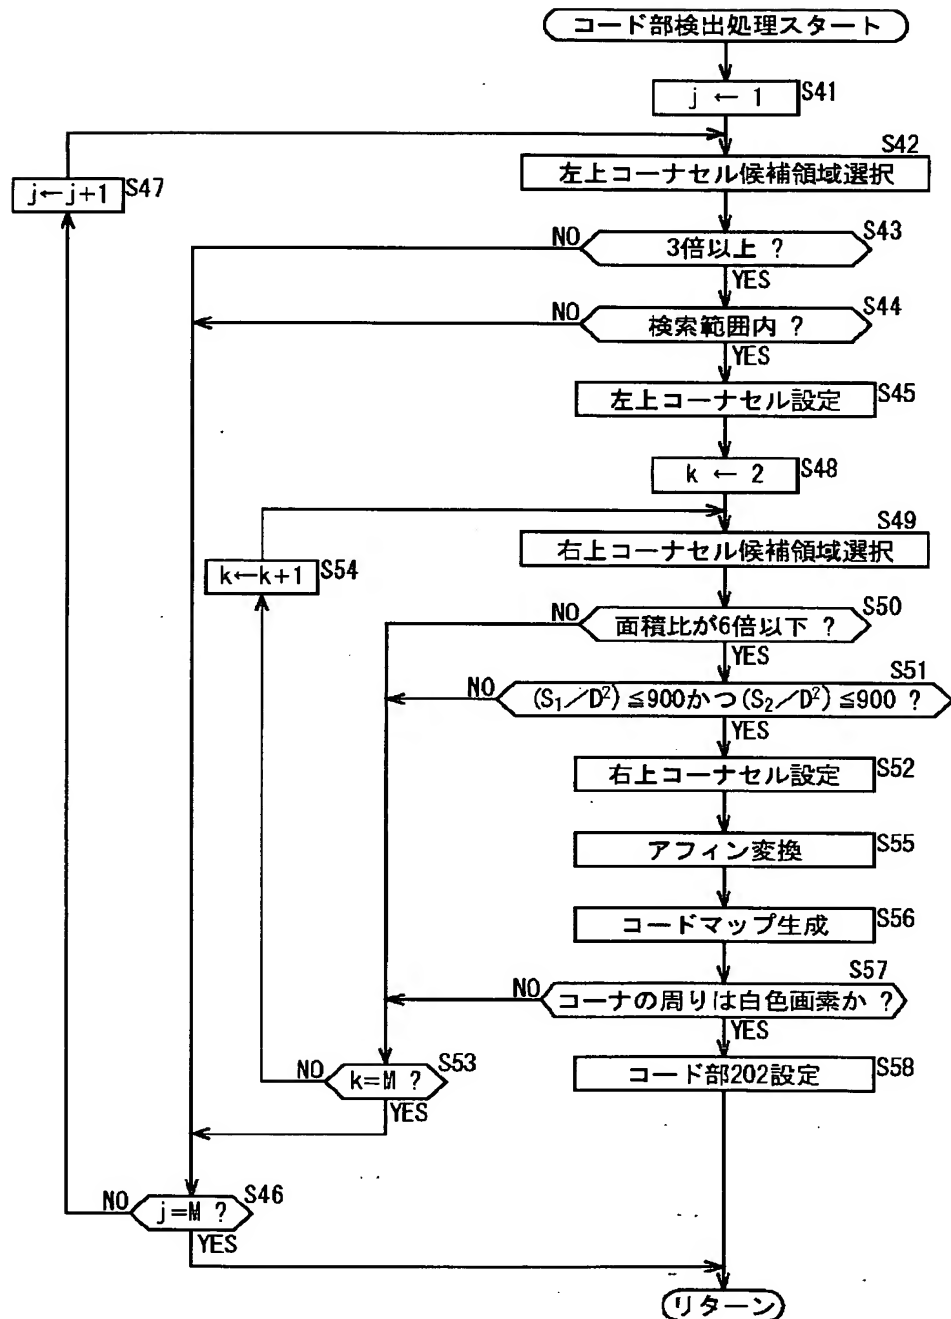 コード部検出処理スタート
j ← 1 S41
S42
左上コーナセル候補領域選択
j←j+1 S47
NO 3倍以上 ? S43
YES
NO 検索範囲内 ? S44
YES
左上コーナセル設定 S45
k ← 2 S48
S49
右上コーナセル候補領域選択
k←k+1 S54
NO 面積比が6倍以下 ? S50
YES
S51
NO (S₁／D²)≦900かつ(S₂／D²)≦900 ?
YES
右上コーナセル設定 S52
アフィン変換 S55
コードマップ生成 S56
S57
NO コーナの周りは白色画素か ?
YES
NO k=M ? S53
YES
コード部202設定 S58
NO j=M ? S46
YES
リターン